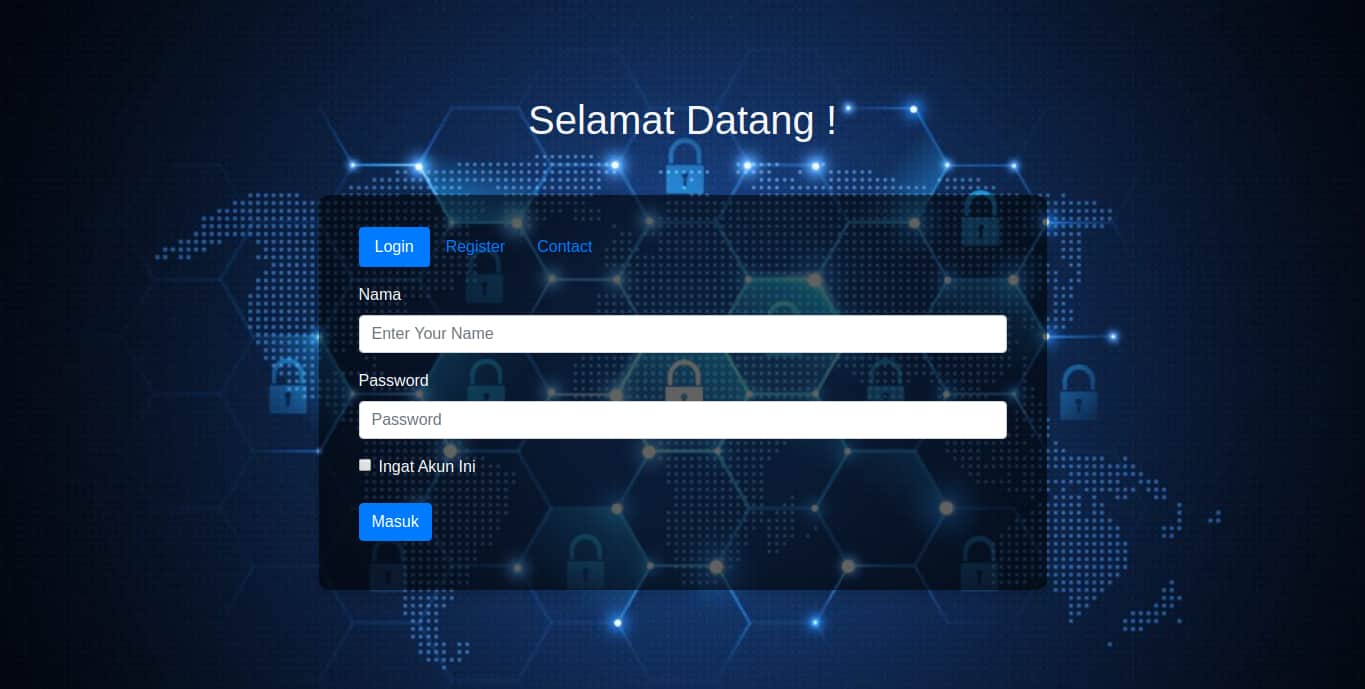 Selamat Datang !
Login Register Contact
Nama
Enter Your Name
Password
Password
Ingat Akun Ini
Masuk